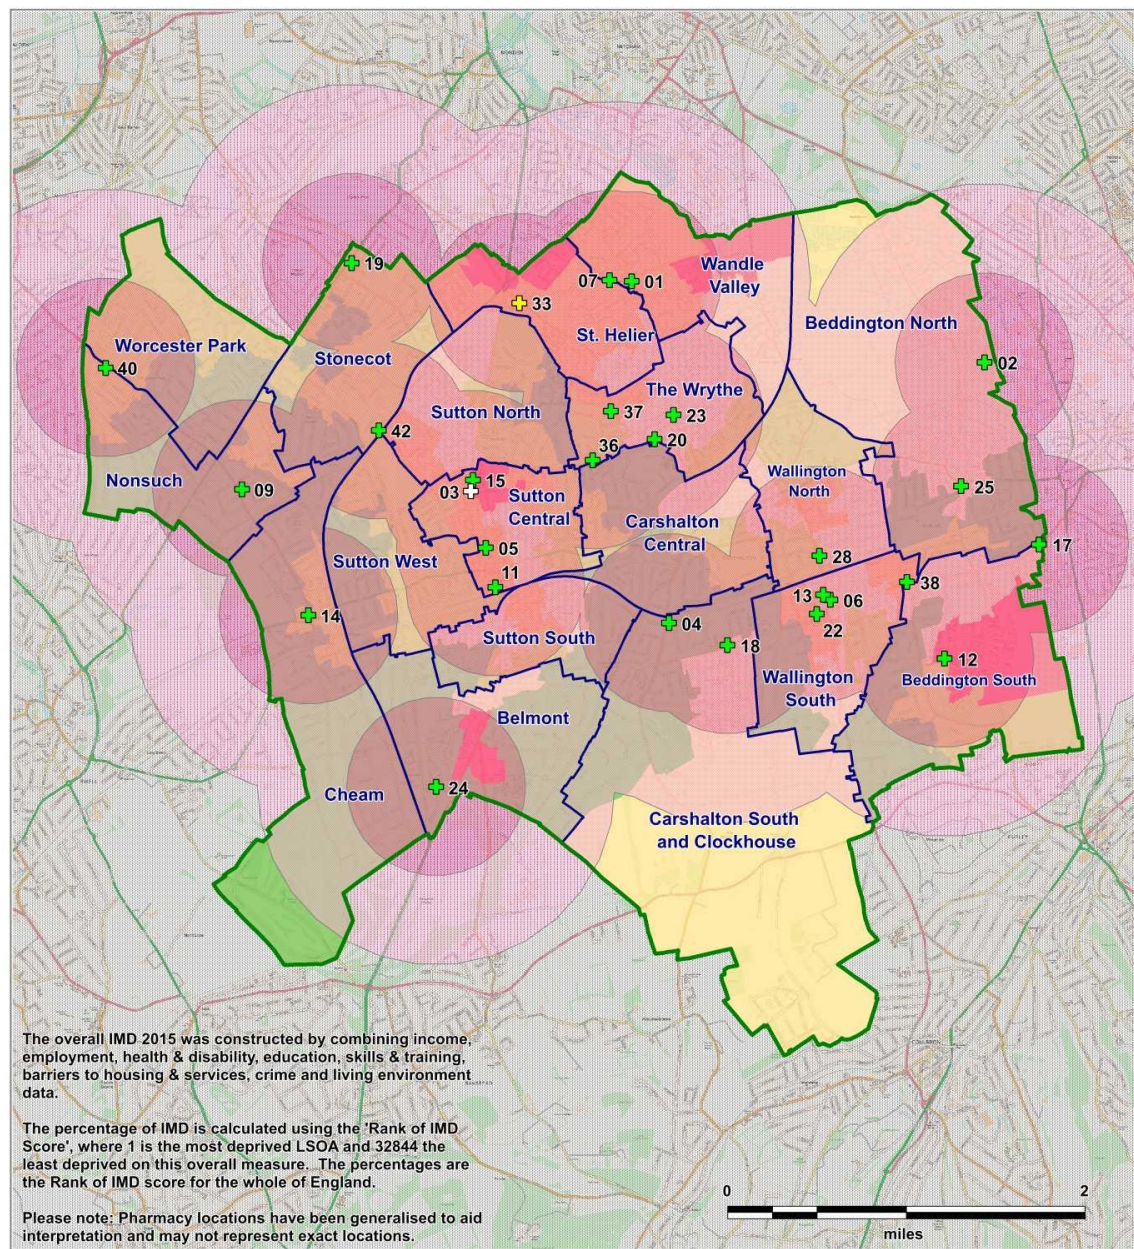 19
07
01
Wandle
Valley
33
Beddington North
St. Helier
Worcester Park
Stonecot
40
02
The Wrythe
Sutton North
37
23
42
20
36
Nonsuch
09
15
03
Sutton
Central
Wallington
North
25
Carshalton
Central
05
Sutton West
28
17
11
38
13
06
14
22
04
Sutton South
18
12
Wallington
South
Beddington South
Belmont
24
Cheam
Carshalton South
and Clockhouse
The overall IMD 2015 was constructed by combining income,
employment, health & disability, education, skills & training,
barriers to housing & services, crime and living environment
data.
The percentage of IMD is calculated using the 'Rank of IMD
Score', where 1 is the most deprived LSOA and 32844 the
least deprived on this overall measure. The percentages are
the Rank of IMD score for the whole of England.
Please note: Pharmacy locations have been generalised to aid
interpretation and may not represent exact locations.
0
2
miles